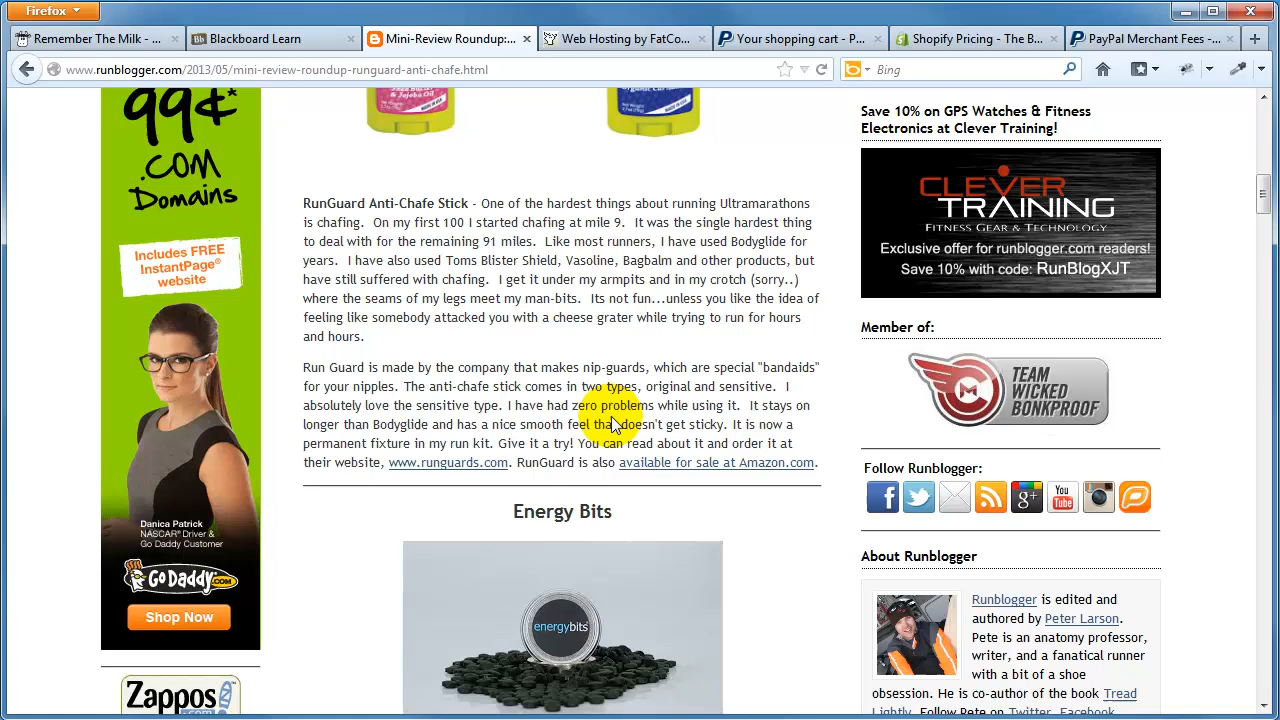 Firefox
Remember The Milk - ...
Blackboard Learn
Mini-Review Roundup:...
Web Hosting by FatCo...
Your shopping cart - P...
Shopify Pricing - The B...
PayPal Merchant Fees -...
www.runblogger.com/2013/05/mini-review-roundup-runguard-anti-chafe.html
Bing
99¢*
.COM
Domains
Includes FREE
InstantPage®
website
Danica Patrick
NASCAR® Driver &
Go Daddy Customer
GoDaddy.COM
Shop Now
Zappos
& Jojoba Oil
MADE IN USA
MADE IN USA
RunGuard Anti-Chafe Stick - One of the hardest things about running Ultramarathons
is chafing. On my first 100 I started chafing at mile 9. It was the single hardest thing
to deal with for the remaining 91 miles. Like most runners, I have used Bodyglide for
years. I have also used Toms Blister Shield, Vasoline, Bagbalm and other products, but
have still suffered with chafing. I get it under my armpits and in my crotch (sorry..)
where the seams of my legs meet my man-bits. Its not fun...unless you like the idea of
feeling like somebody attacked you with a cheese grater while trying to run for hours
and hours.
Run Guard is made by the company that makes nip-guards, which are special "bandaids"
for your nipples. The anti-chafe stick comes in two types, original and sensitive. I
absolutely love the sensitive type. I have had zero problems while using it. It stays on
longer than Bodyglide and has a nice smooth feel that doesn't get sticky. It is now a
permanent fixture in my run kit. Give it a try! You can read about it and order it at
their website, www.runguards.com. RunGuard is also available for sale at Amazon.com.
Energy Bits
energybits
Save 10% on GPS Watches & Fitness
Electronics at Clever Training!
CLEVER
TRAINING
FITNESS GEAR & TECHNOLOGY
Exclusive offer for runblogger.com readers!
Save 10% with code: RunBlogXJT
Member of:
TEAM
WICKED
BONKPROOF
Follow Runblogger:
You
Tube
About Runblogger
Runblogger is edited and
authored by Peter Larson.
Pete is an anatomy professor,
writer, and a fanatical runner
with a bit of a shoe
obsession. He is co-author of the book Tread
Lightly. Follow Pete on Twitter, Facebook,